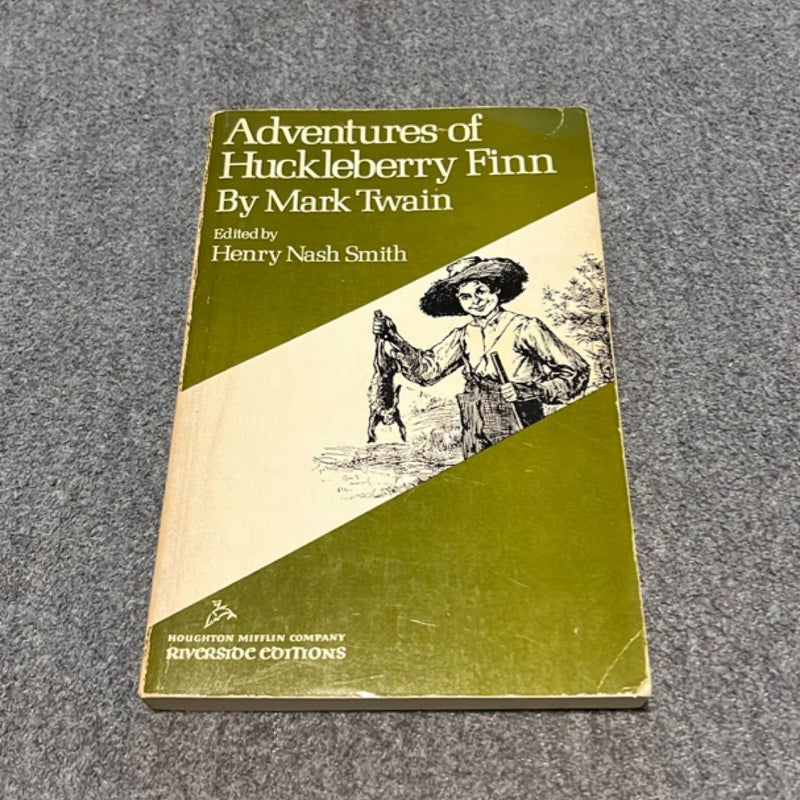 Adventures of
Huckleberry Finn
By Mark Twain
Edited by
Henry Nash Smith
HOUGHTON MIFFLIN COMPANY
RIVERSIDE EDITIONS